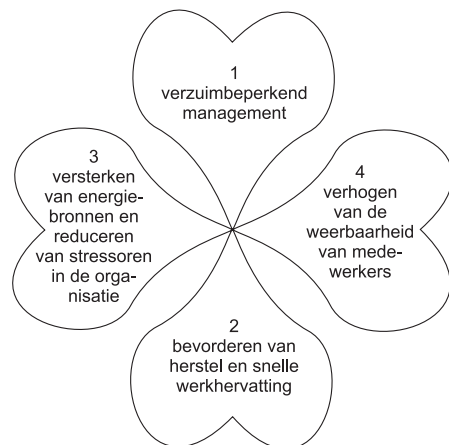 1
verzuimbeperkend
management
3
versterken
van energie-
bronnen en
reduceren
van stressoren
in de orga-
nisatie
4
verhogen
van de
weerbaarheid
van mede-
werkers
2
bevorderen van
herstel en snelle
werkhervatting